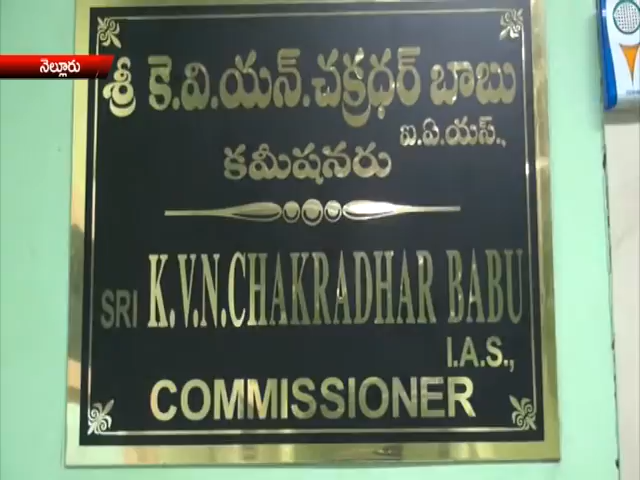 నెల్లూరు
శ్రీ కె.వి.యన్.చక్రధర్ బాబు
ఐ.ఏ.యస్.,
కమీషనరు
SRI K.V.N.CHAKRADHAR BABU
I.A.S.,
COMMISSIONER